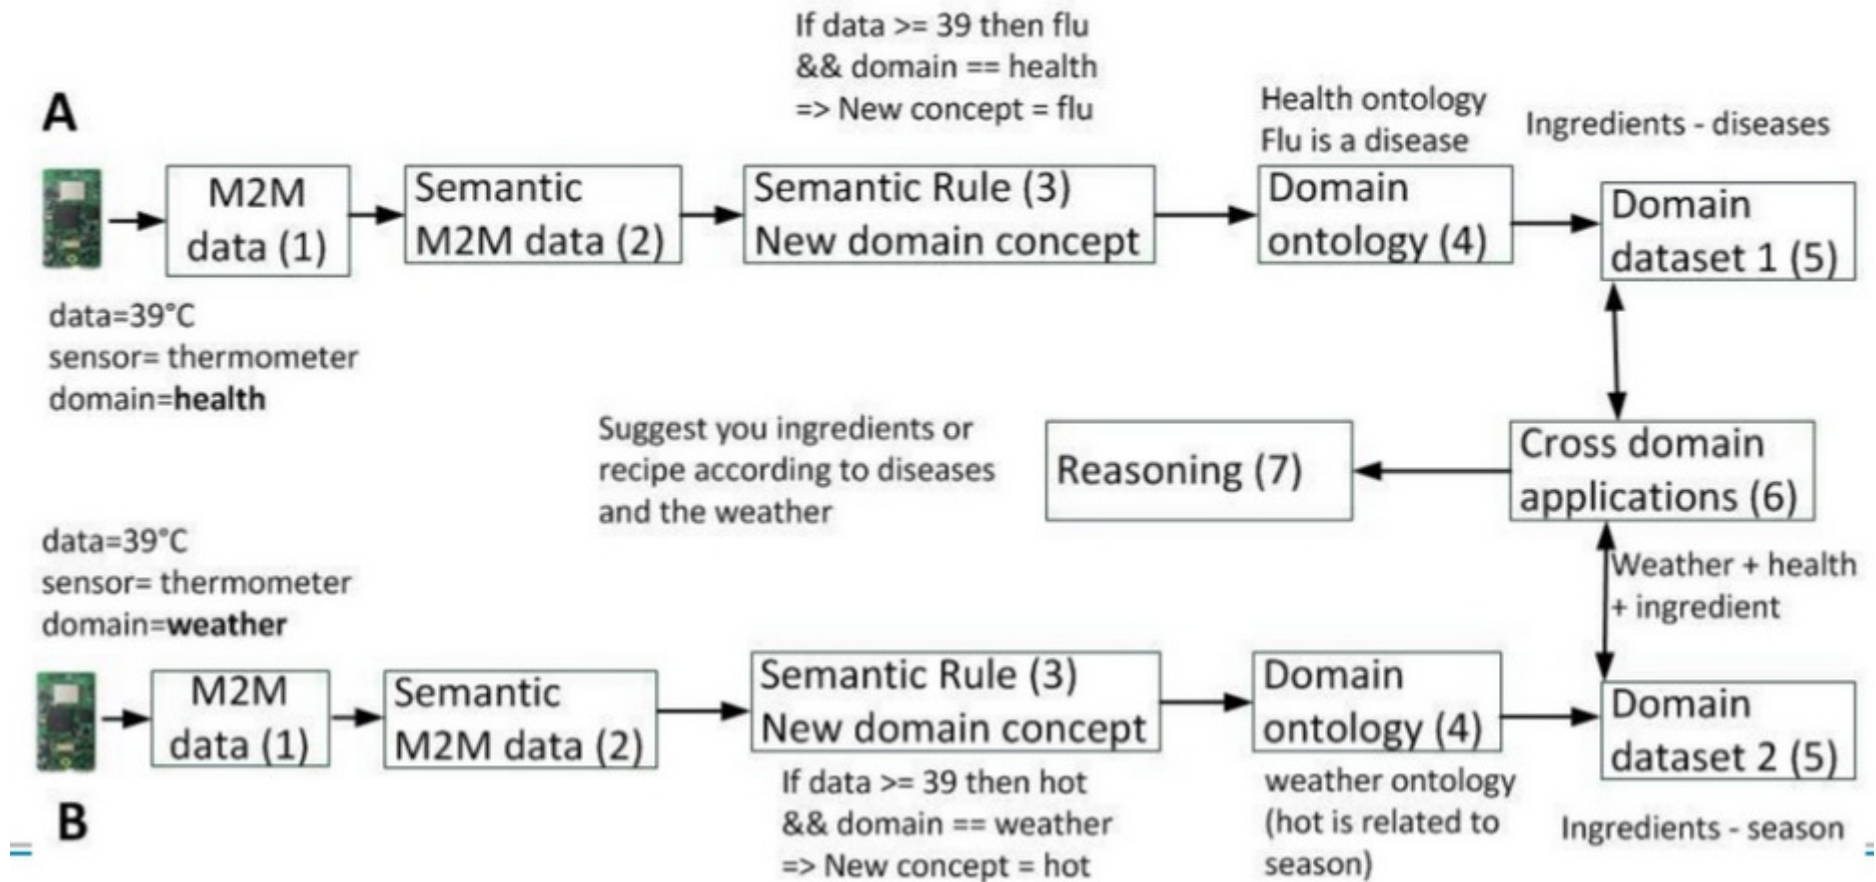 If data >= 39 then flu
&& domain == health
=> New concept = flu
A
Health ontology
Flu is a disease
Ingredients - diseases
M2M
data (1)
Semantic
M2M data (2)
Semantic Rule (3)
New domain concept
Domain
ontology (4)
Domain
dataset 1 (5)
data=39°C
sensor= thermometer
domain=health
Suggest you ingredients or
recipe according to diseases
and the weather
Reasoning (7)
Cross domain
applications (6)
Weather + health
+ ingredient
data=39°C
sensor= thermometer
domain=weather
M2M
data (1)
Semantic
M2M data (2)
Semantic Rule (3)
New domain concept
Domain
ontology (4)
Domain
dataset 2 (5)
B
If data >= 39 then hot
&& domain == weather
=> New concept = hot
weather ontology
(hot is related to
season)
Ingredients - season